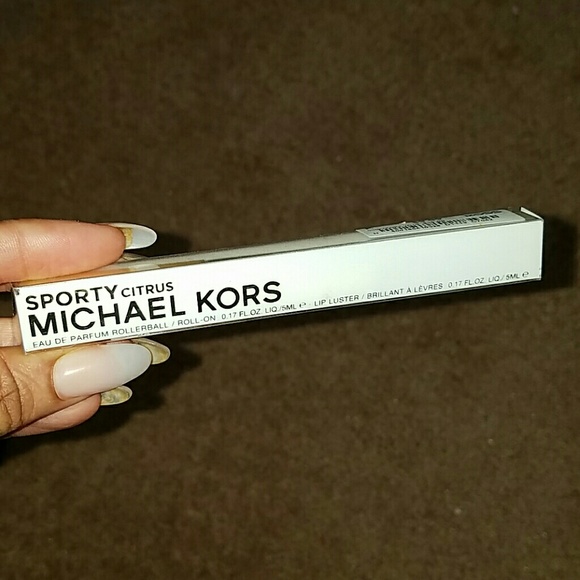 SPORTY CITRUS
MICHAEL KORS
EAU DE PARFUM ROLLERBALL / ROLL-ON 0.17 FL.OZ. LIQ./5ML ℮ - LIP LUSTER / BRILLANT À LÈVRES 0.17 FL.OZ. LIQ./5ML ℮